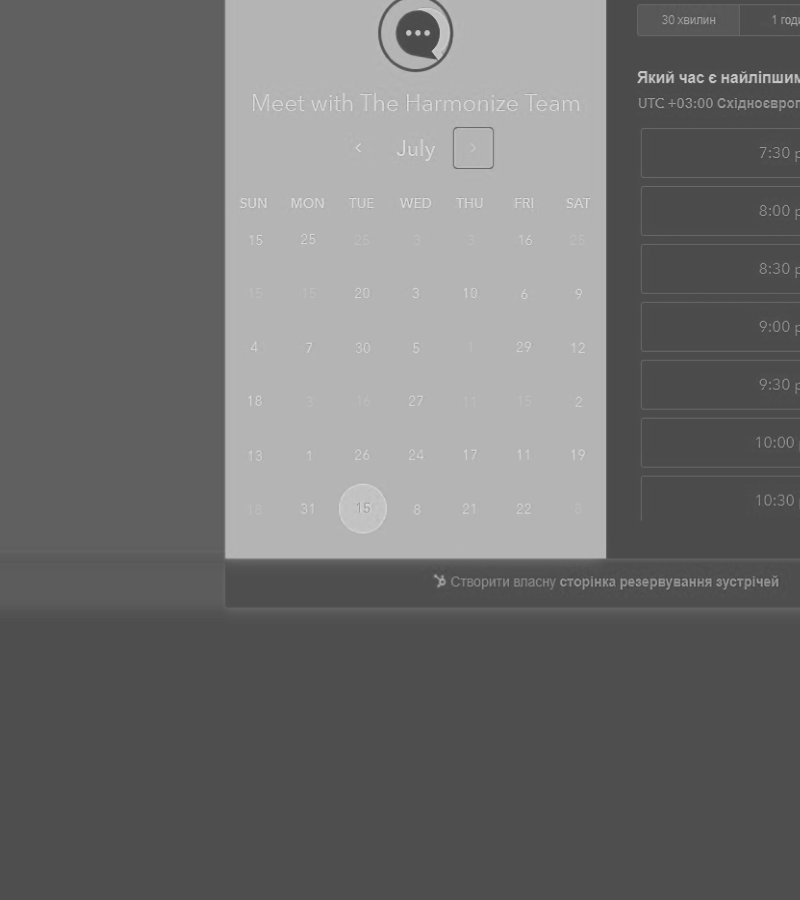 30 хвилин
1 год
Meet with The Harmonize Team
Який час є найліпшим
UTC +03:00 Східноєвроп
July
7:30 p
SUN MON TUE WED THU FRI SAT
8:00 p
15 25 25 3 3 16 25
8:30 p
15 15 20 3 10 6 9
9:00 p
4 7 30 5 1 29 12
9:30 p
18 3 16 27 11 15 2
10:00
13 1 26 24 17 11 19
10:30
18 31 15 8 21 22
Створити власну сторінка резервування зустрічей